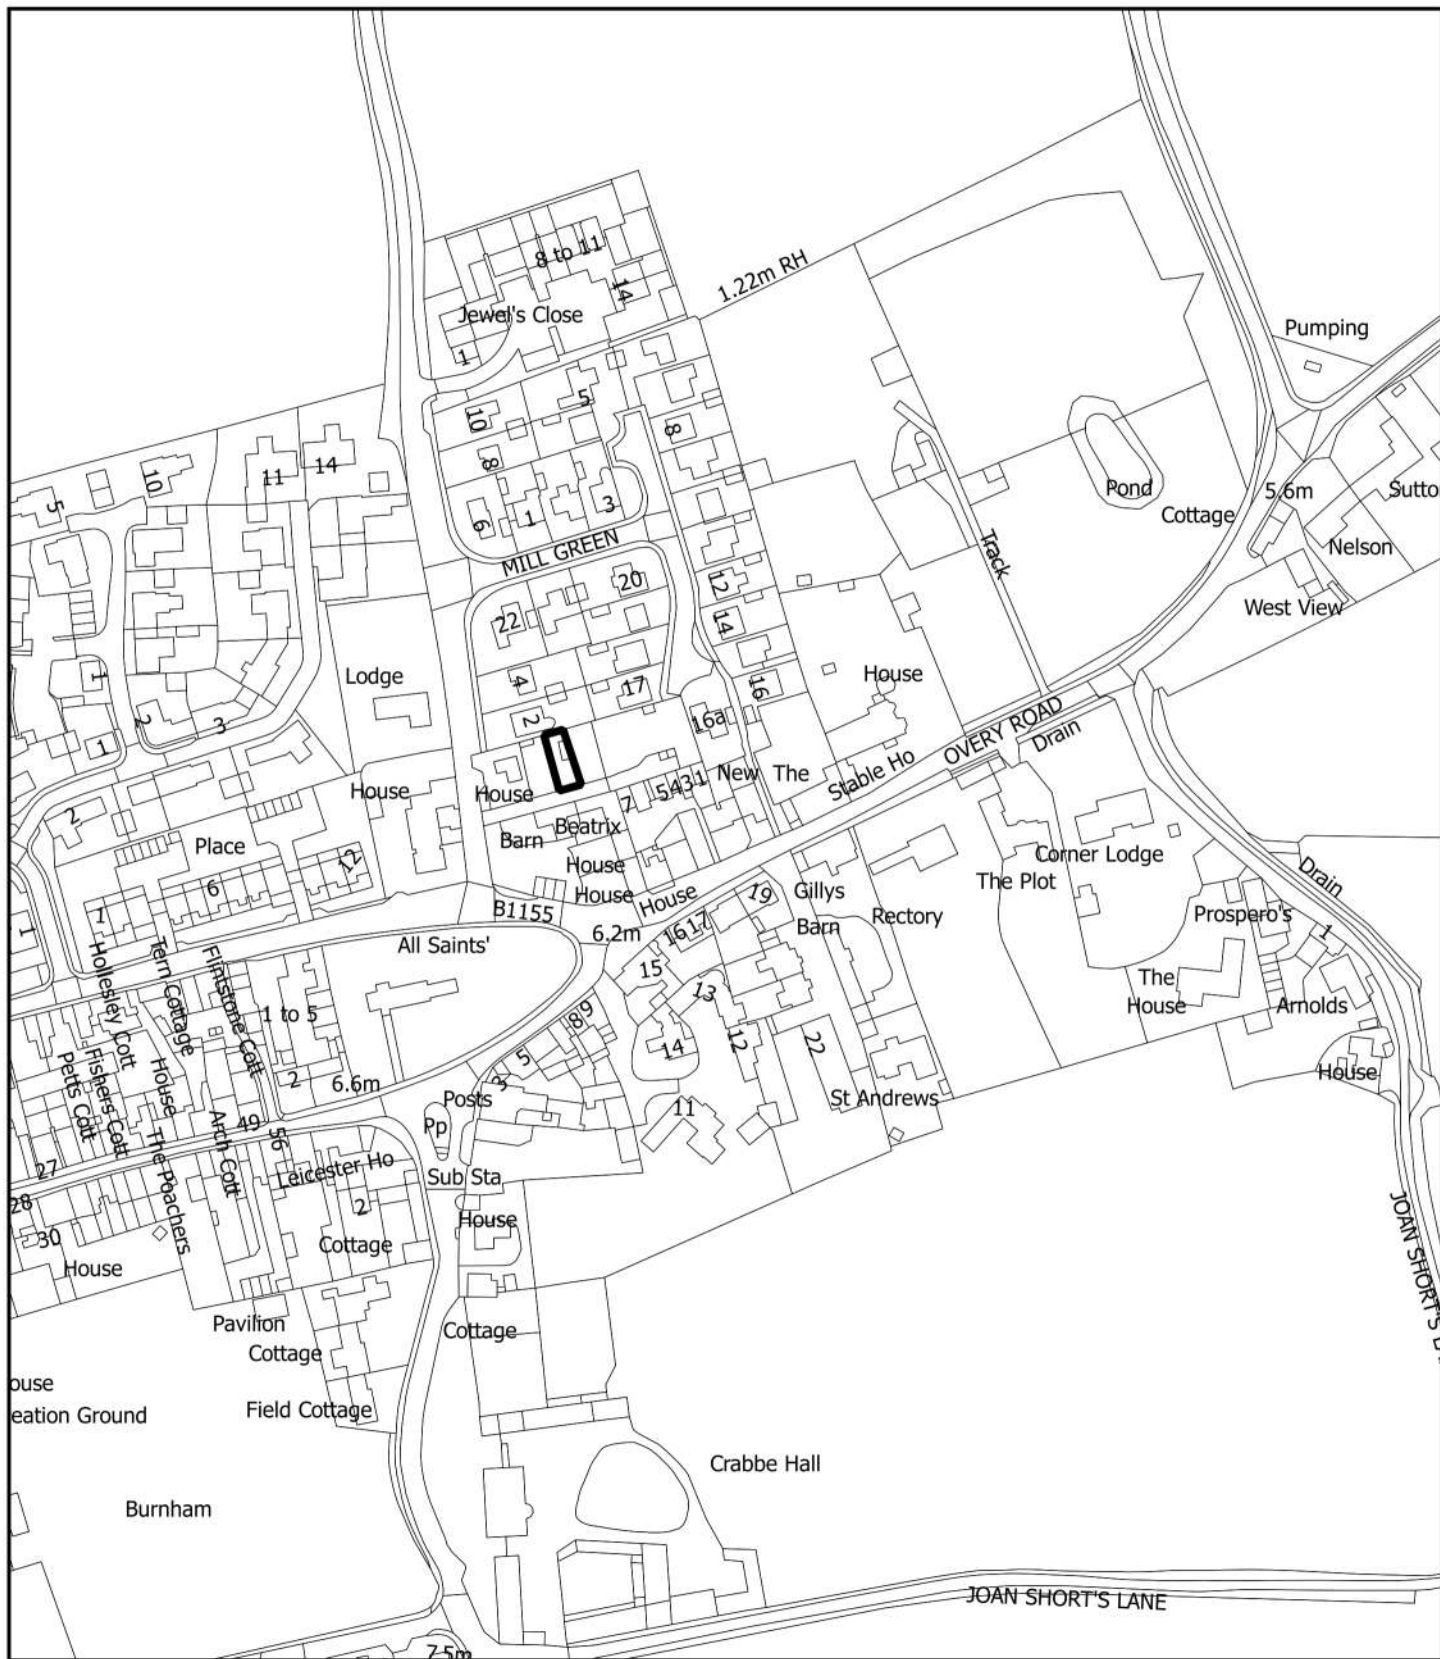 8 to 11
14
1.22m RH
Jewel's Close
1
Pumping
5
10
8
8
11
14
10
5
6
1
3
Pond
5.6m
Sutto
Cottage
MILL GREEN
Nelson
Track
20
12
West View
22
14
Lodge
4
17
16
House
1
2
3
2
16a
1
OVERY ROAD
Drain
New
The
Stable Ho
House
House
5
4
3
1
7
2
Place
Barn
Beatrix
House
12
Corner Lodge
6
The Plot
Drain
House
House
19
Gillys
1
B1155
6.2m
16
17
Barn
Rectory
Prospero's
1
1
All Saints'
Hollesley Cott
Tern Cottage
Flintstone Cott
15
13
The
House
Arnolds
1 to 5
9
8
14
12
22
Petts Cott
Fishers Cott
House
2
6.6m
5
3
House
Posts
11
St Andrews
Pp
49
56
Arch Cott
The Poachers
27
Leicester Ho
Sub Sta
28
2
House
30
Cottage
House
JOAN SHORT'S
Pavilion
Cottage
Cottage
ouse
eation Ground
Field Cottage
Crabbe Hall
Burnham
JOAN SHORT'S LANE
7.5m